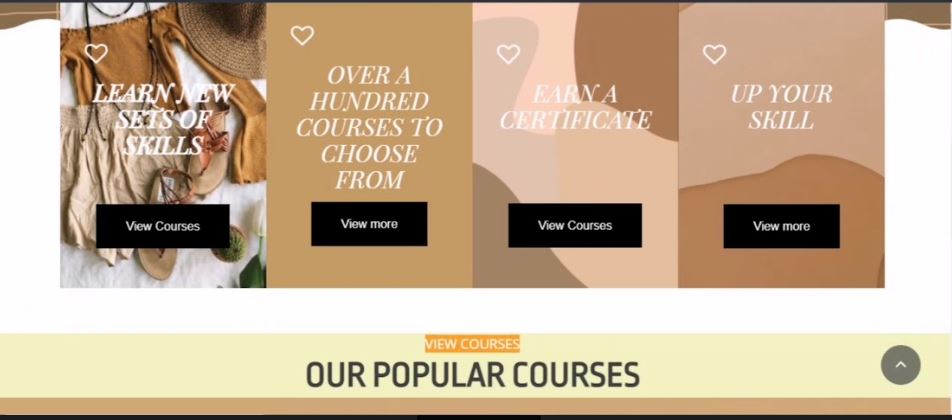 LEARN NEW
SETS OF
SKILLS
View Courses
OVER A
HUNDRED
COURSES TO
CHOOSE
FROM
View more
EARN A
CERTIFICATE
View Courses
UP YOUR
SKILL
View more
VIEW COURSES
OUR POPULAR COURSES